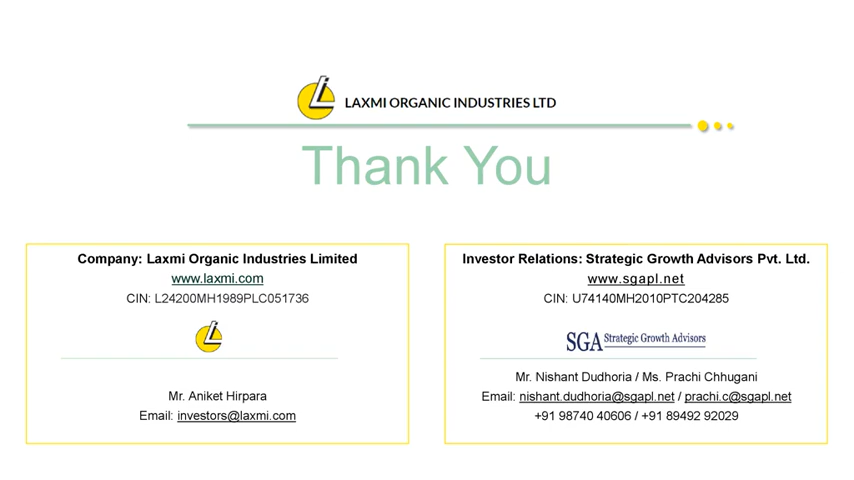 LAXMI ORGANIC INDUSTRIES LTD
Thank You
Company: Laxmi Organic Industries Limited
www.laxmi.com
CIN: L24200MH1989PLC051736
Mr. Aniket Hirpara
Email: investors@laxmi.com
Investor Relations: Strategic Growth Advisors Pvt. Ltd.
www.sgapl.net
CIN: U74140MH2010PTC204285
SGA Strategic Growth Advisors
Mr. Nishant Dudhoria / Ms. Prachi Chhugani
Email: nishant.dudhoria@sgapl.net / prachi.c@sgapl.net
+91 98740 40606 / +91 89492 92029